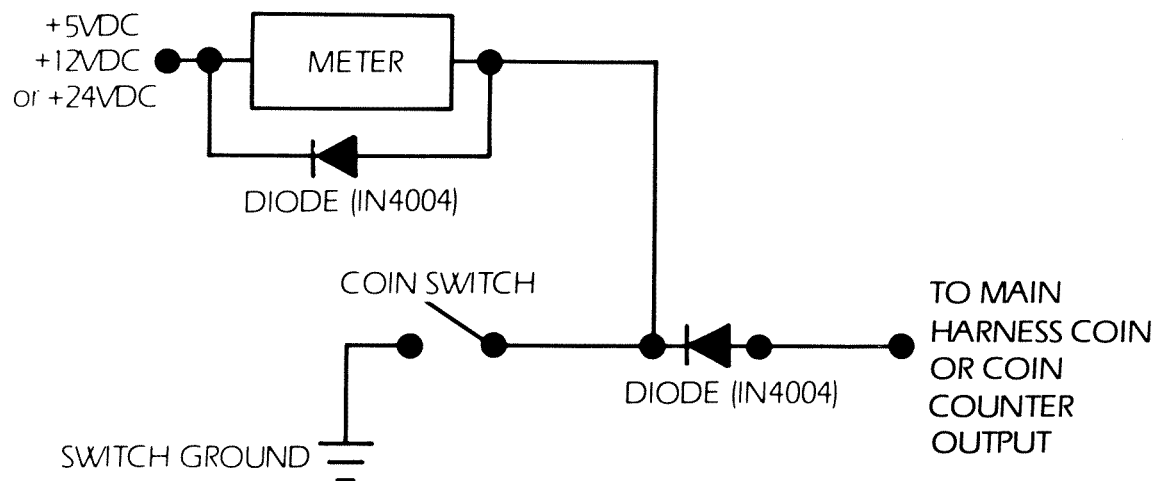 +5VDC
+12VDC
or +24VDC
METER
DIODE (IN4004)
COIN SWITCH
TO MAIN
HARNESS COIN
OR COIN
COUNTER
OUTPUT
DIODE (IN4004)
SWITCH GROUND